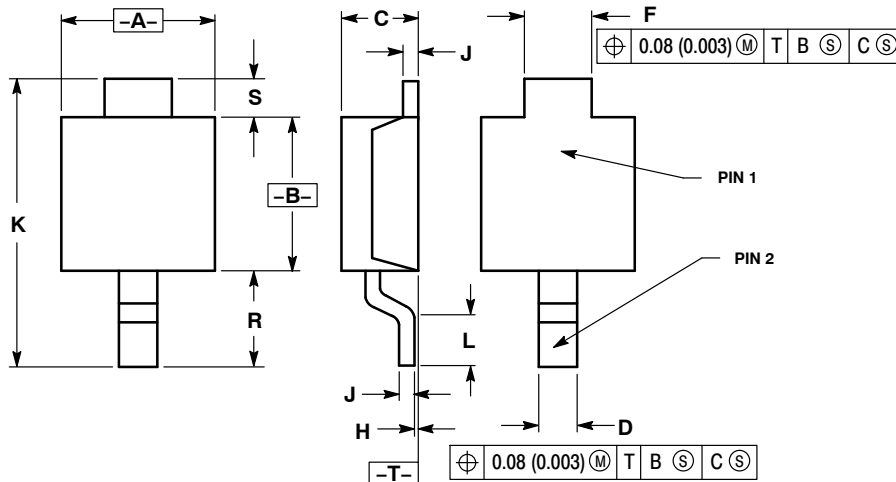 –A–
C
F
J
⌖ 0.08 (0.003) Ⓜ T B Ⓢ C Ⓢ
S
–B–
K
PIN 1
PIN 2
R
L
J
H
D
–T–
⌖ 0.08 (0.003) Ⓜ T B Ⓢ C Ⓢ